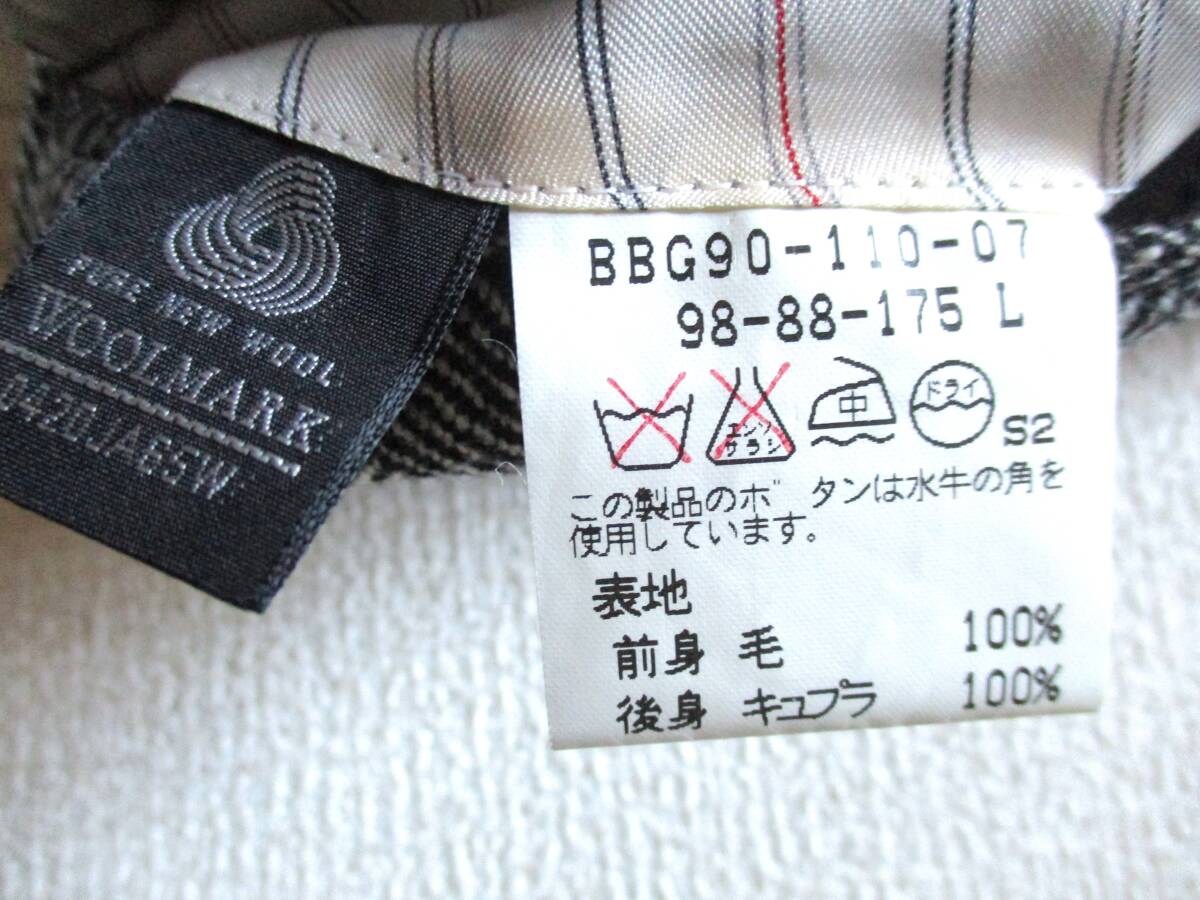 PURE NEW WOOL
WOOLMARK
BBG90-110-07
98-88-175 L
エンソ
サラシ
中
ドライ
S2
この製品のボタンは水牛の角を
使用しています。
表地
前身 毛 100%
後身 キュプラ 100%